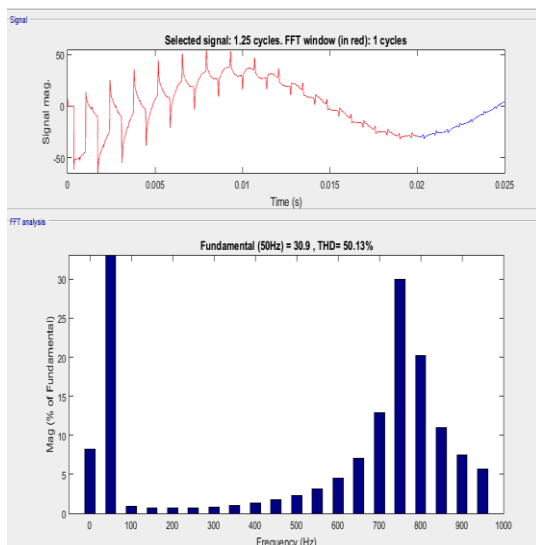 Signal
Selected signal: 1.25 cycles. FFT window (in red): 1 cycles
50
0
-50
Signal mag.
0 0.005 0.01 0.015 0.02 0.025
Time (s)
FFT analysis
Fundamental (50Hz) = 30.9 , THD= 50.13%
30
25
20
15
10
5
0
Mag (% of Fundamental)
0 100 200 300 400 500 600 700 800 900 1000
Frequency (Hz)